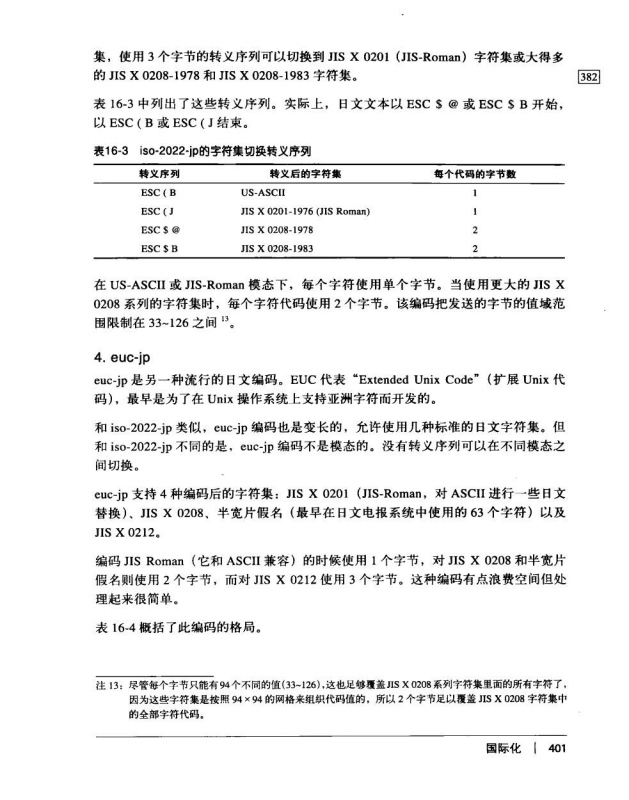 集，使用 3 个字节的转义序列可以切换到 JIS X 0201（JIS-Roman）字符集或大得多
的 JIS X 0208-1978 和 JIS X 0208-1983 字符集。
382
表 16-3 中列出了这些转义序列。实际上，日文文本以 ESC $ @ 或 ESC $ B 开始，
以 ESC ( B 或 ESC ( J 结束。
表16-3 iso-2022-jp的字符集切换转义序列
转义序列 转义后的字符集 每个代码的字节数
ESC ( B US-ASCII 1
ESC ( J JIS X 0201-1976 (JIS Roman) 1
ESC $ @ JIS X 0208-1978 2
ESC $ B JIS X 0208-1983 2
在 US-ASCII 或 JIS-Roman 模态下，每个字符使用单个字节。当使用更大的 JIS X
0208 系列的字符集时，每个字符代码使用 2 个字节。该编码把发送的字节的值域范
围限制在 33~126 之间 13。
4. euc-jp
euc-jp 是另一种流行的日文编码。EUC 代表“Extended Unix Code”（扩展 Unix 代
码），最早是为了在 Unix 操作系统上支持亚洲字符而开发的。
和 iso-2022-jp 类似，euc-jp 编码也是变长的，允许使用几种标准的日文字符集。但
和 iso-2022-jp 不同的是，euc-jp 编码不是模态的。没有转义序列可以在不同模态之
间切换。
euc-jp 支持 4 种编码后的字符集：JIS X 0201（JIS-Roman，对 ASCII 进行一些日文
替换）、JIS X 0208、半宽片假名（最早在日文电报系统中使用的 63 个字符）以及
JIS X 0212。
编码 JIS Roman（它和 ASCII 兼容）的时候使用 1 个字节，对 JIS X 0208 和半宽片
假名则使用 2 个字节，而对 JIS X 0212 使用 3 个字节。这种编码有点浪费空间但处
理起来很简单。
表 16-4 概括了此编码的格局。
注 13：尽管每个字节只能有94个不同的值(33~126),这也足够覆盖JIS X 0208系列字符集里面的所有字符了，
因为这些字符集是按照 94×94 的网格来组织代码值的，所以 2 个字节足以覆盖 JIS X 0208 字符集中
的全部字符代码。
国际化 | 401